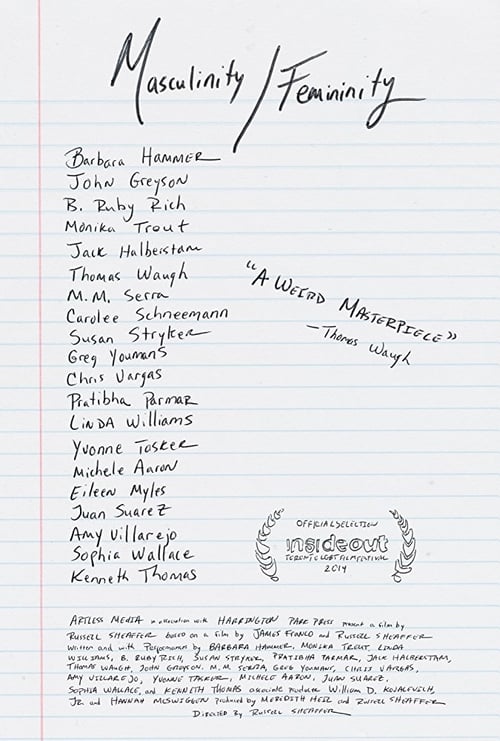 Masculinity / Femininity
Barbara Hammer
John Greyson
B. Ruby Rich
Monika Treut
Jack Halberstam
Thomas Waugh
M.M. Serra
Carolee Schneemann
Susan Stryker
Greg Youmans
Chris Vargas
Pratibha Parmar
Linda Williams
Yvonne Tasker
Michele Aaron
Eileen Myles
Juan Suarez
Amy Villarejo
Sophia Wallace
Kenneth Thomas
"A Weird Masterpiece"
—Thomas Waugh
OFFICIAL SELECTION
insideout
TORONTO LGBT FILM FESTIVAL
2014
Artless Media in association with Harrington Park Press present a film by
Russell Sheaffer based on a film by James Franco and Russell Sheaffer
Written and with Performances by Barbara Hammer, Monika Treut, Linda
Williams, B. Ruby Rich, Susan Stryker, Pratibha Parmar, Jack Halberstam,
Thomas Waugh, John Greyson, M.M. Serra, Greg Youmans, Chris Vargas,
Amy Villarejo, Yvonne Tasker, Michele Aaron, Juan Suarez,
Sophia Wallace, and Kenneth Thomas associate producer William D. Kovacevich,
Jr. and Hannah McSwiggen produced by Meredith Heil and Russell Sheaffer
Directed by Russell Sheaffer